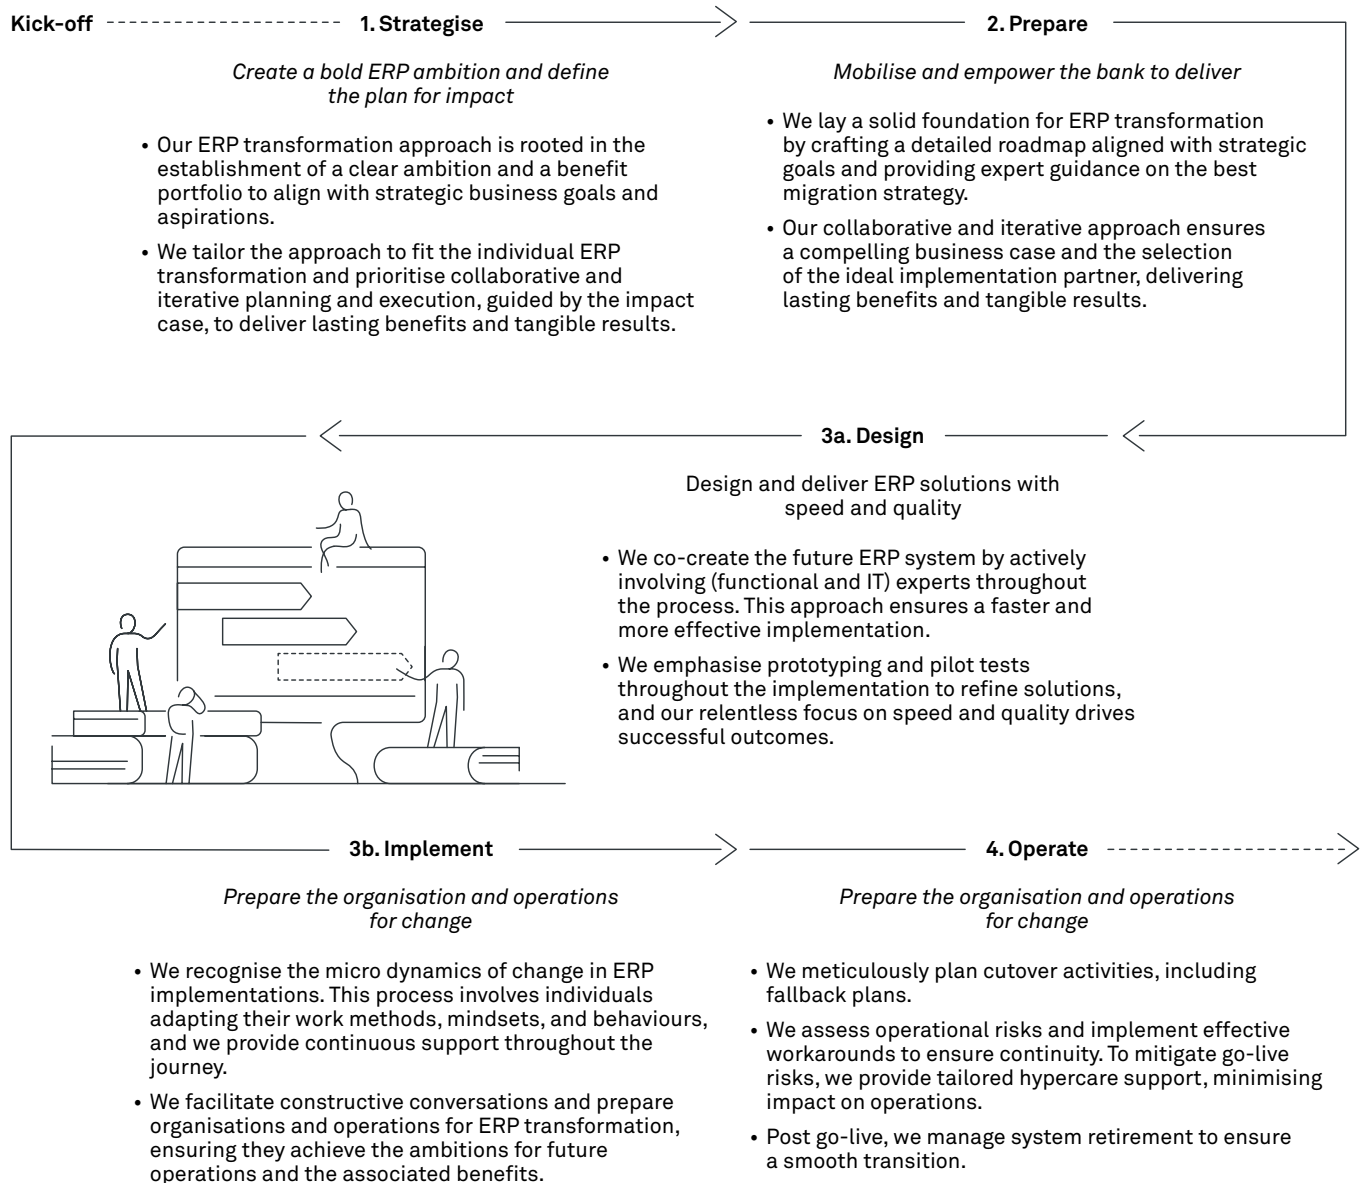 Kick-off
1. Strategise
2. Prepare
Create a bold ERP ambition and define
the plan for impact
• Our ERP transformation approach is rooted in the
establishment of a clear ambition and a benefit
portfolio to align with strategic business goals and
aspirations.
• We tailor the approach to fit the individual ERP
transformation and prioritise collaborative and
iterative planning and execution, guided by the impact
case, to deliver lasting benefits and tangible results.
Mobilise and empower the bank to deliver
• We lay a solid foundation for ERP transformation
by crafting a detailed roadmap aligned with strategic
goals and providing expert guidance on the best
migration strategy.
• Our collaborative and iterative approach ensures
a compelling business case and the selection
of the ideal implementation partner, delivering
lasting benefits and tangible results.
3a. Design
Design and deliver ERP solutions with
speed and quality
• We co-create the future ERP system by actively
involving (functional and IT) experts throughout
the process. This approach ensures a faster and
more effective implementation.
• We emphasise prototyping and pilot tests
throughout the implementation to refine solutions,
and our relentless focus on speed and quality drives
successful outcomes.
3b. Implement
4. Operate
Prepare the organisation and operations
for change
• We recognise the micro dynamics of change in ERP
implementations. This process involves individuals
adapting their work methods, mindsets, and behaviours,
and we provide continuous support throughout the
journey.
• We facilitate constructive conversations and prepare
organisations and operations for ERP transformation,
ensuring they achieve the ambitions for future
operations and the associated benefits.
Prepare the organisation and operations
for change
• We meticulously plan cutover activities, including
fallback plans.
• We assess operational risks and implement effective
workarounds to ensure continuity. To mitigate go-live
risks, we provide tailored hypercare support, minimising
impact on operations.
• Post go-live, we manage system retirement to ensure
a smooth transition.